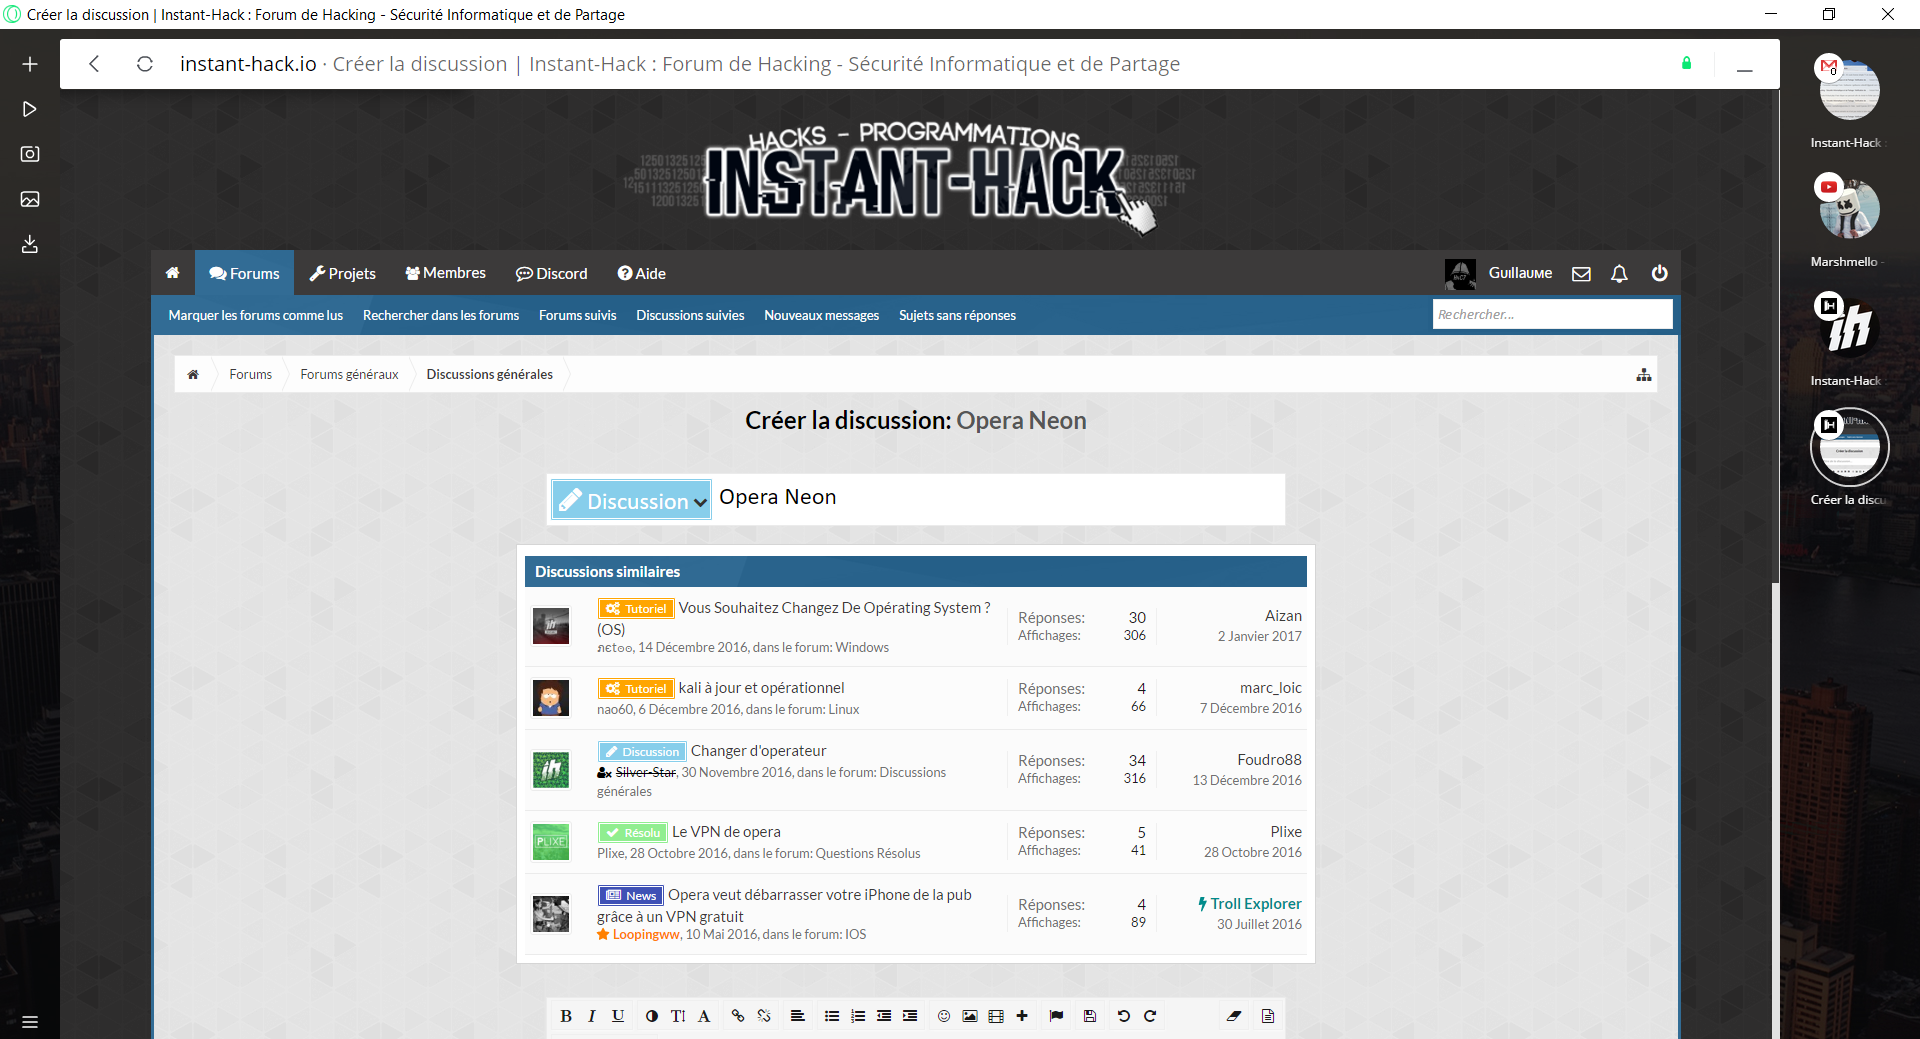 Créer la discussion | Instant-Hack : Forum de Hacking - Sécurité Informatique et de Partage
instant-hack.io · Créer la discussion | Instant-Hack : Forum de Hacking - Sécurité Informatique et de Partage
0
Instant-Hack :
Marshmello -
Instant-Hack
Créer la discu
HACKS - PROGRAMMATIONS
INSTANT-HACK
Forums
Projets
Membres
Discord
Aide
Guillaume
Marquer les forums comme lus
Rechercher dans les forums
Forums suivis
Discussions suivies
Nouveaux messages
Sujets sans réponses
Rechercher...
Forums
Forums généraux
Discussions générales
Créer la discussion: Opera Neon
Discussion
Opera Neon
Discussions similaires
Tutoriel Vous Souhaitez Changez De Opérating System ?
(OS)
, 14 Décembre 2016, dans le forum: Windows
Réponses: 30
Affichages: 306
Aizan
2 Janvier 2017
Tutoriel kali à jour et opérationnel
nao60, 6 Décembre 2016, dans le forum: Linux
Réponses: 4
Affichages: 66
marc_loic
7 Décembre 2016
Discussion Changer d'operateur
Silver-Star, 30 Novembre 2016, dans le forum: Discussions
générales
Réponses: 34
Affichages: 316
Foudro88
13 Décembre 2016
PLIXE
Résolu Le VPN de opera
Plixe, 28 Octobre 2016, dans le forum: Questions Résolus
Réponses: 5
Affichages: 41
Plixe
28 Octobre 2016
News Opera veut débarrasser votre iPhone de la pub
grâce à un VPN gratuit
Loopingww, 10 Mai 2016, dans le forum: IOS
Réponses: 4
Affichages: 89
Troll Explorer
30 Juillet 2016
B I U